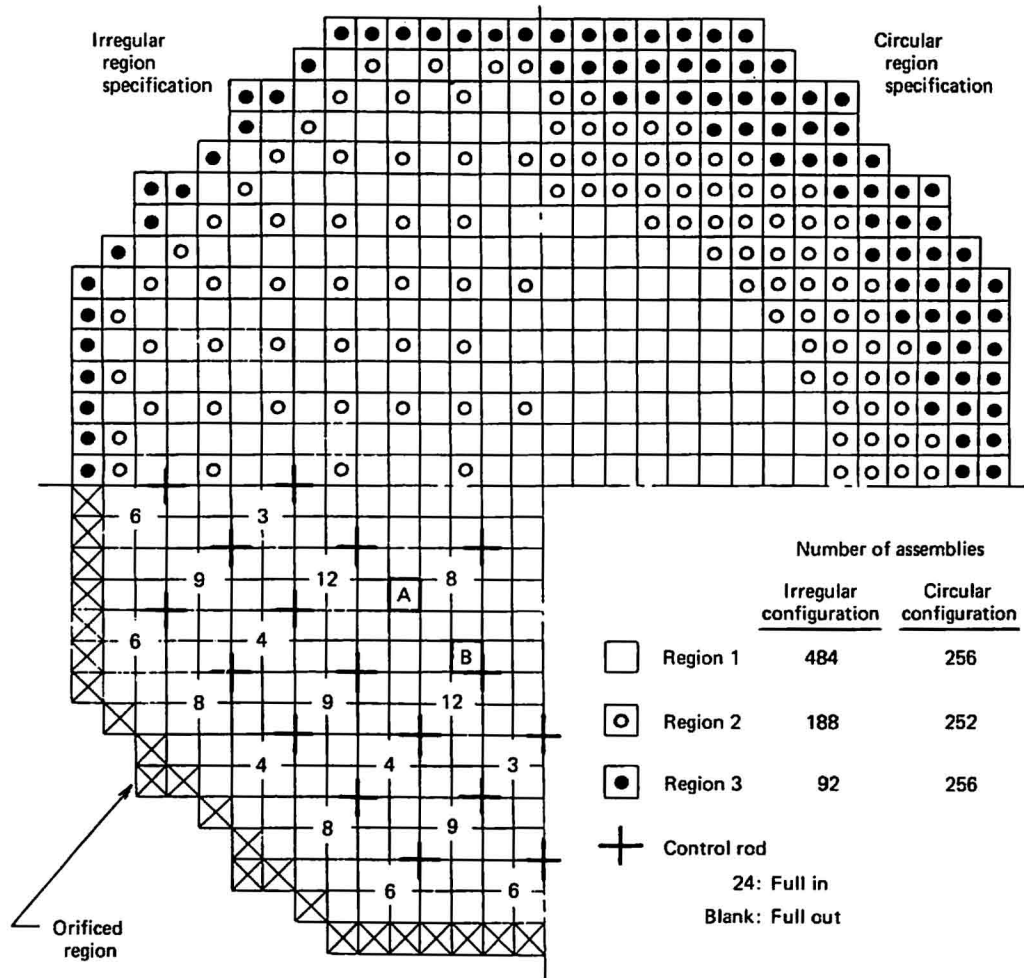 Irregular
region
specification
Circular
region
specification
6 3
9 12 8
A
6 4
B
8 9 12
4 4 3
8 9
6 6
Orificed
region
Number of assemblies
Irregular
configuration
Circular
configuration
Region 1 484 256
Region 2 188 252
Region 3 92 256
Control rod
24: Full in
Blank: Full out